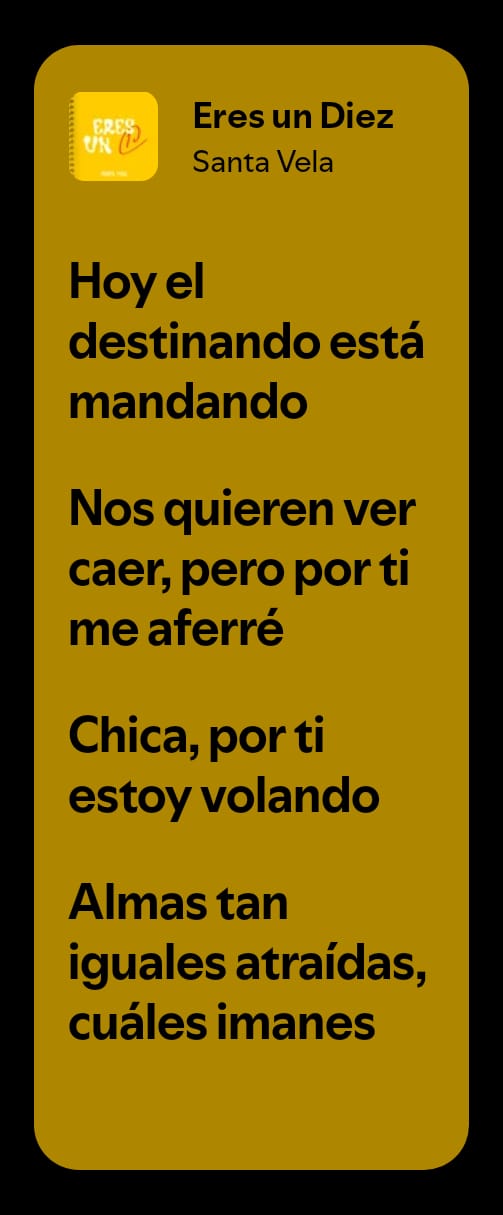 ERES
UN
Eres un Diez
Santa Vela
Hoy el
destinando está
mandando
Nos quieren ver
caer, pero por ti
me aferré
Chica, por ti
estoy volando
Almas tan
iguales atraídas,
cuáles imanes